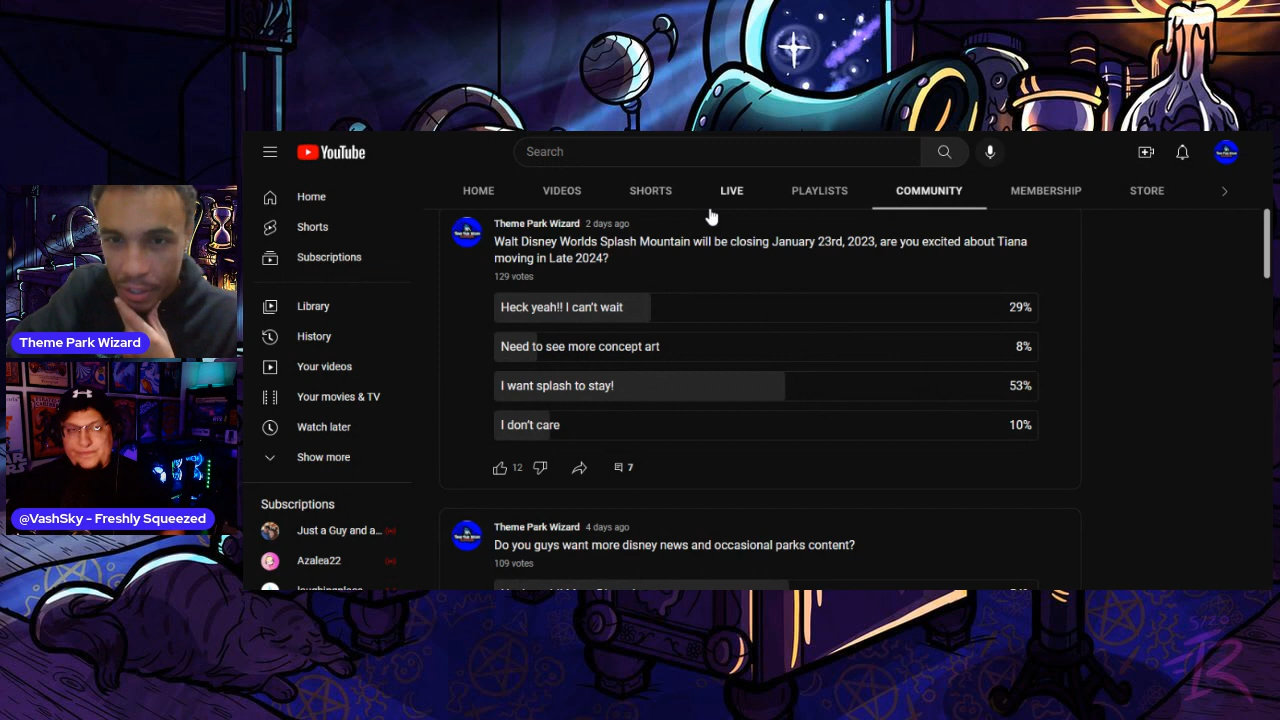 YouTube
Search
Home
Shorts
Subscriptions
Library
History
Your videos
Your movies & TV
Watch later
Show more
Subscriptions
Just a Guy and a...
Azalea22
HOME
VIDEOS
SHORTS
LIVE
PLAYLISTS
COMMUNITY
MEMBERSHIP
STORE
Theme Park Wizard 2 days ago
Walt Disney Worlds Splash Mountain will be closing January 23rd, 2023, are you excited about Tiana
moving in Late 2024?
129 votes
Heck yeah!! I can't wait 29%
Need to see more concept art 8%
I want splash to stay! 53%
I don't care 10%
12
7
Theme Park Wizard 4 days ago
Do you guys want more disney news and occasional parks content?
109 votes
Theme Park Wizard
@VashSky - Freshly Squeezed